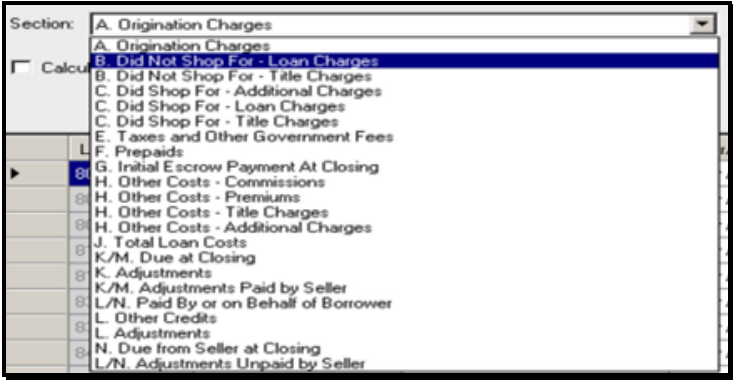 Section: A. Origination Charges
A. Origination Charges
Calcul B. Did Not Shop For - Loan Charges
B. Did Not Shop For - Title Charges
C. Did Shop For - Additional Charges
C. Did Shop For - Loan Charges
C. Did Shop For - Title Charges
E. Taxes and Other Government Fees
F. Prepaids
G. Initial Escrow Payment At Closing
H. Other Costs - Commissions
H. Other Costs - Premiums
H. Other Costs - Title Charges
H. Other Costs - Additional Charges
J. Total Loan Costs
K/M. Due at Closing
K. Adjustments
K/M. Adjustments Paid by Seller
L/N. Paid By or on Behalf of Borrower
L. Other Credits
L. Adjustments
N. Due from Seller at Closing
L/N. Adjustments Unpaid by Seller